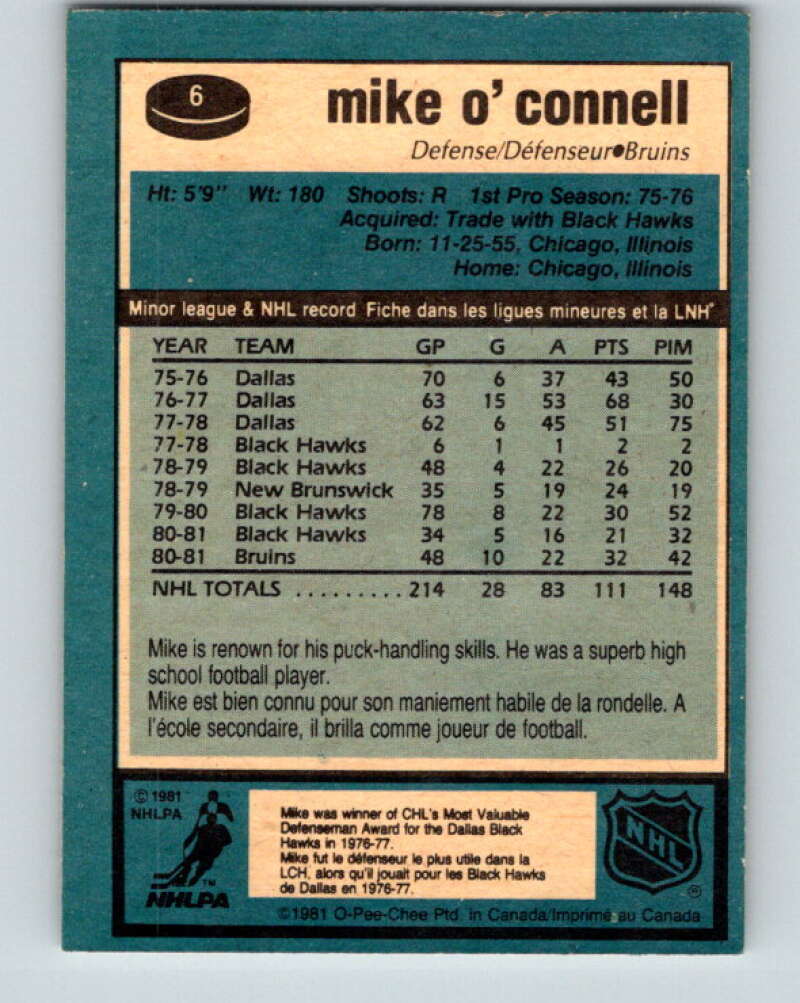 6
mike o' connell
Defense/Défenseur●Bruins
Ht: 5'9" Wt: 180 Shoots: R 1st Pro Season: 75-76
Acquired: Trade with Black Hawks
Born: 11-25-55, Chicago, Illinois
Home: Chicago, Illinois
Minor league & NHL record Fiche dans les ligues mineures et la LNH*
YEAR TEAM GP G A PTS PIM
75-76 Dallas 70 6 37 43 50
76-77 Dallas 63 15 53 68 30
77-78 Dallas 62 6 45 51 75
77-78 Black Hawks 6 1 1 2 2
78-79 Black Hawks 48 4 22 26 20
78-79 New Brunswick 35 5 19 24 19
79-80 Black Hawks 78 8 22 30 52
80-81 Black Hawks 34 5 16 21 32
80-81 Bruins 48 10 22 32 42
NHL TOTALS ......... 214 28 83 111 148
Mike is renown for his puck-handling skills. He was a superb high
school football player.
Mike est bien connu pour son maniement habile de la rondelle. A
l'école secondaire, il brilla comme joueur de football.
© 1981
NHLPA
TM
NHLPA
Mike was winner of CHL's Most Valuable
Defenseman Award for the Dallas Black
Hawks in 1976-77.
Mike fut le défenseur le plus utile dans la
LCH, alors qu'il jouait pour les Black Hawks
de Dallas en 1976-77.
NHL
©1981 O-Pee-Chee Ptd. in Canada/Imprimé au Canada